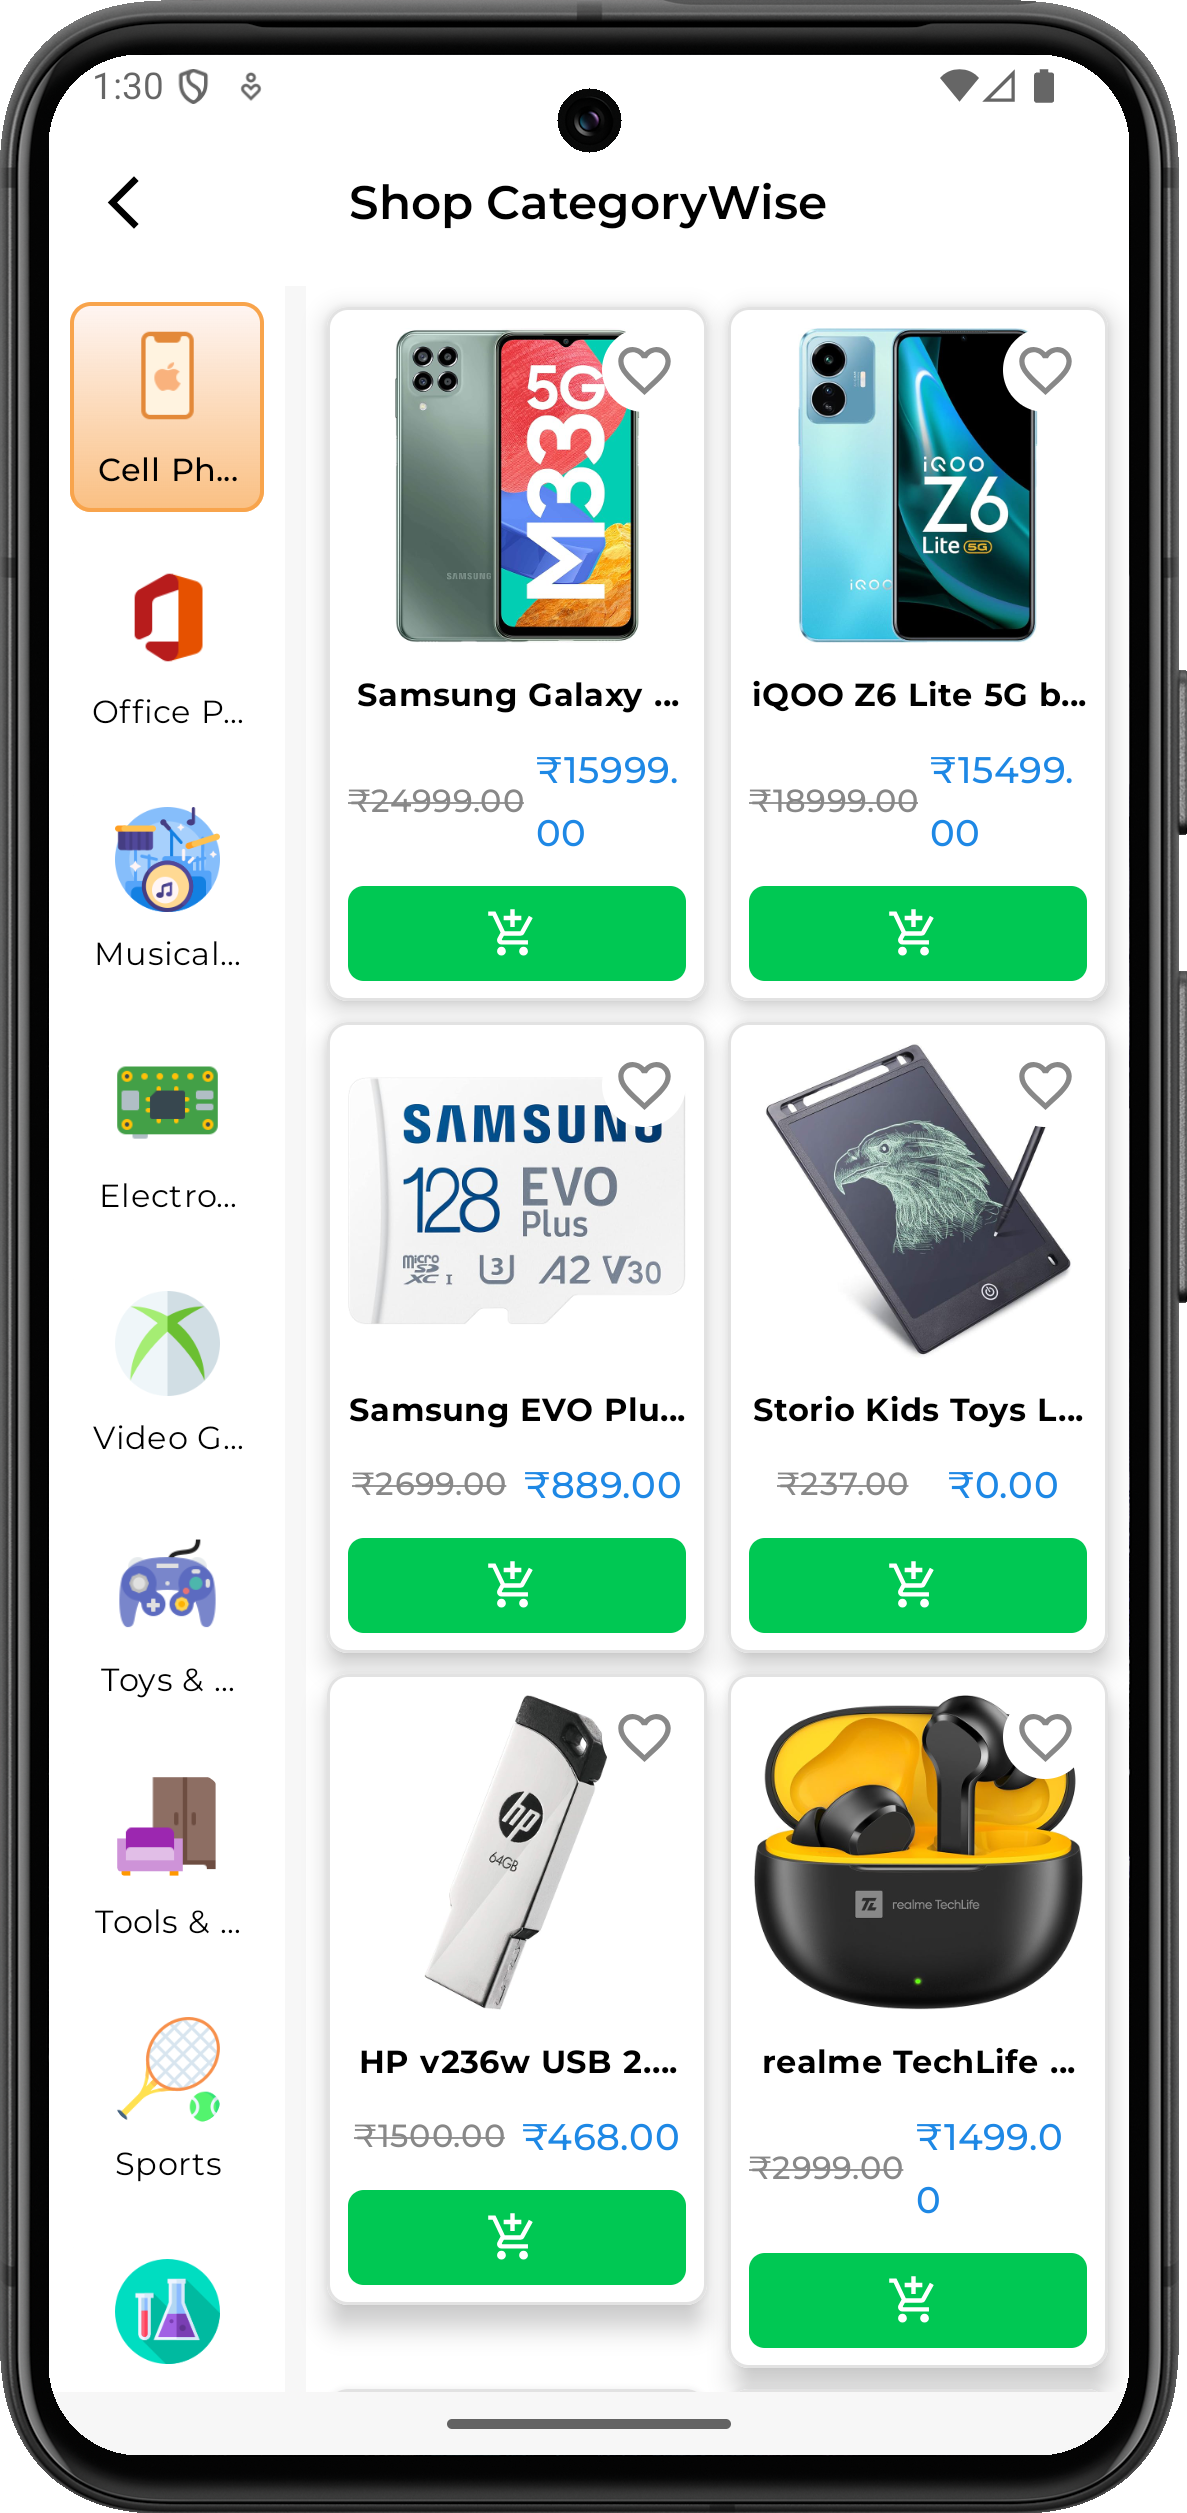 1:30
Shop CategoryWise
Cell Ph...
Office P...
Musical...
Electro...
Video G...
Toys & ...
Tools & ...
Sports
5G
M33
SAMSUNG
Samsung Galaxy ...
₹24999.00 ₹15999.
00
iQOO
Z6
Lite 5G
iQOO
iQOO Z6 Lite 5G b...
₹18999.00 ₹15499.
00
SAMSUNG
128 EVO
Plus
micro
SD
XC I U3 A2 V30
Samsung EVO Plu...
₹2699.00 ₹889.00
Storio Kids Toys L...
₹237.00 ₹0.00
hp
64GB
HP v236w USB 2....
₹1500.00 ₹468.00
TL realme TechLife
realme TechLife ...
₹2999.00 ₹1499.0
0